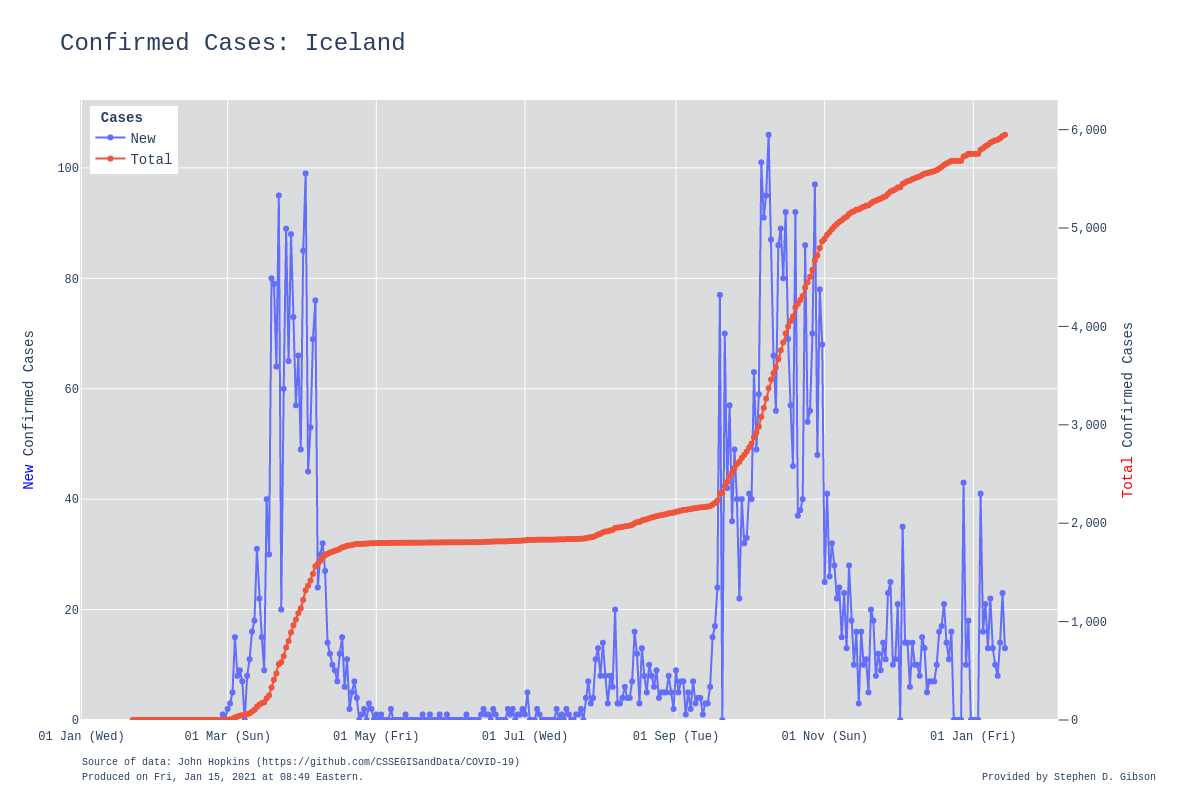 Confirmed Cases: Iceland
Cases
New
Total
100
80
60
40
20
0
6,000
5,000
4,000
3,000
2,000
1,000
0
New Confirmed Cases
Total Confirmed Cases
01 Jan (Wed) 01 Mar (Sun) 01 May (Fri) 01 Jul (Wed) 01 Sep (Tue) 01 Nov (Sun) 01 Jan (Fri)
Source of data: John Hopkins (https://github.com/CSSEGISandData/COVID-19)
Produced on Fri, Jan 15, 2021 at 08:49 Eastern.
Provided by Stephen D. Gibson